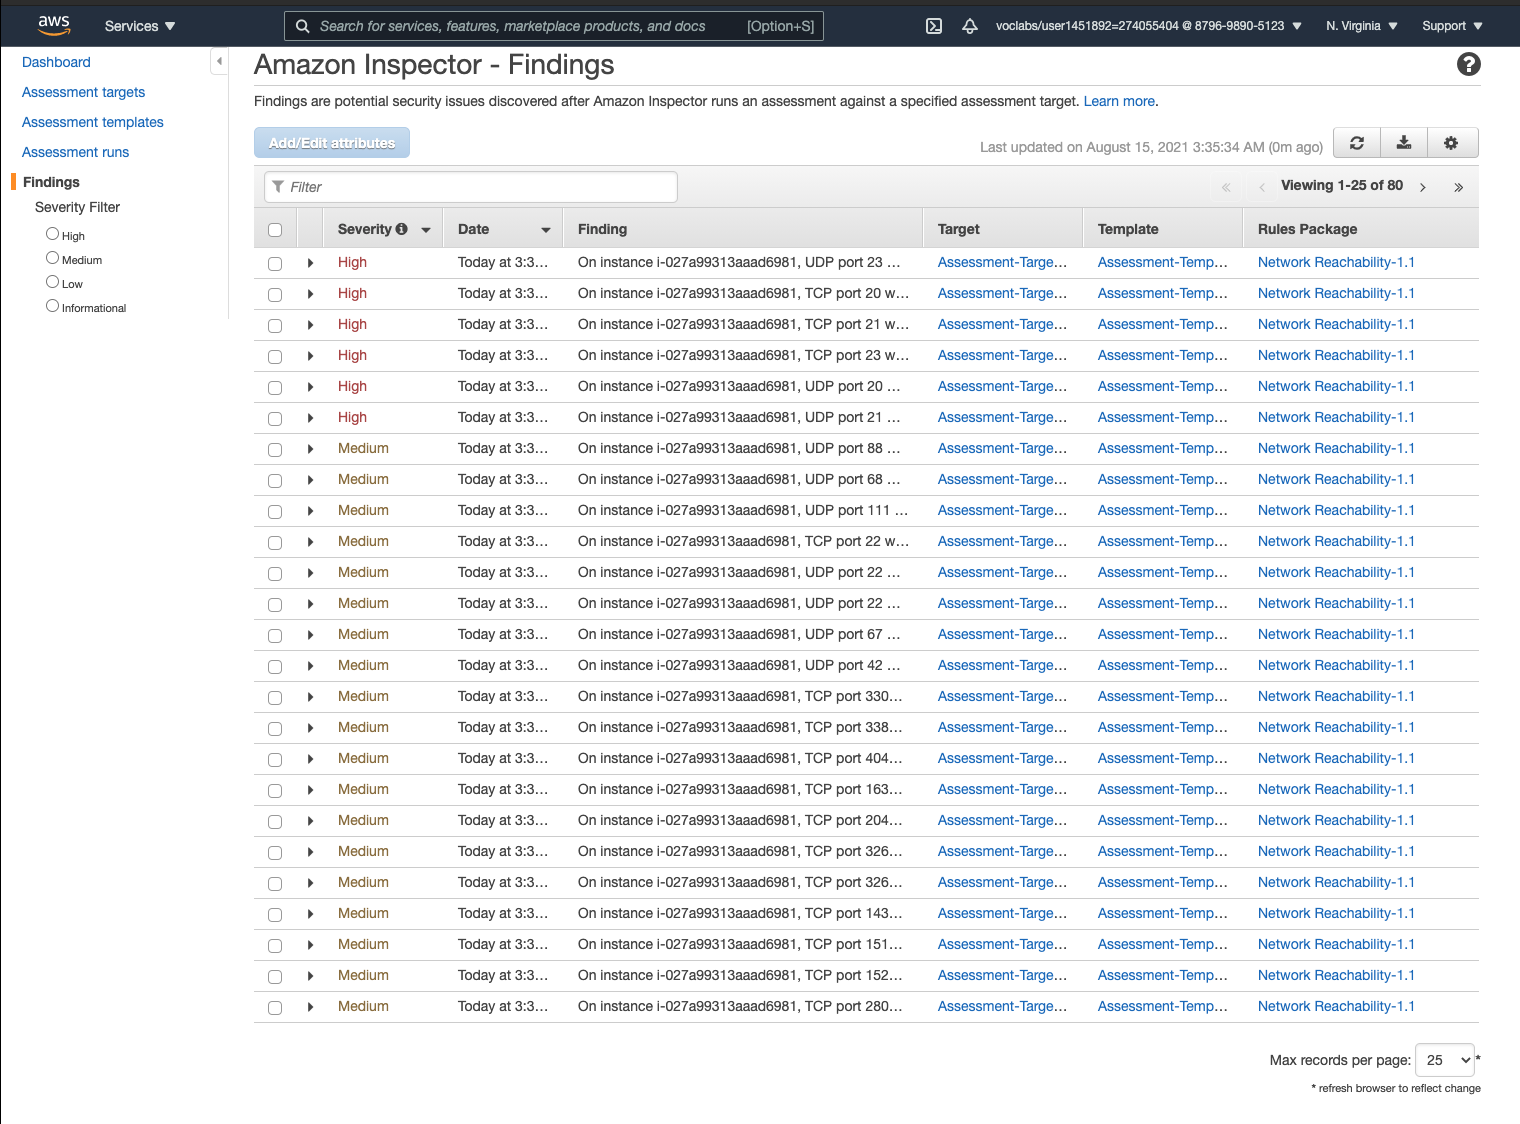 aws Services Search for services, features, marketplace products, and docs [Option+S] voclabs/user1451892=274055404 @ 8796-9890-5123 N. Virginia Support
Dashboard
Assessment targets
Assessment templates
Assessment runs
Findings
Severity Filter
High
Medium
Low
Informational
Amazon Inspector - Findings
Findings are potential security issues discovered after Amazon Inspector runs an assessment against a specified assessment target. Learn more.
Add/Edit attributes
Last updated on August 15, 2021 3:35:34 AM (0m ago)
Filter
« ‹ Viewing 1-25 of 80 › »
Severity Date Finding Target Template Rules Package
High Today at 3:3... On instance i-027a99313aaad6981, UDP port 23 ... Assessment-Targe... Assessment-Temp... Network Reachability-1.1
High Today at 3:3... On instance i-027a99313aaad6981, TCP port 20 w... Assessment-Targe... Assessment-Temp... Network Reachability-1.1
High Today at 3:3... On instance i-027a99313aaad6981, TCP port 21 w... Assessment-Targe... Assessment-Temp... Network Reachability-1.1
High Today at 3:3... On instance i-027a99313aaad6981, TCP port 23 w... Assessment-Targe... Assessment-Temp... Network Reachability-1.1
High Today at 3:3... On instance i-027a99313aaad6981, UDP port 20 ... Assessment-Targe... Assessment-Temp... Network Reachability-1.1
High Today at 3:3... On instance i-027a99313aaad6981, UDP port 21 ... Assessment-Targe... Assessment-Temp... Network Reachability-1.1
Medium Today at 3:3... On instance i-027a99313aaad6981, UDP port 88 ... Assessment-Targe... Assessment-Temp... Network Reachability-1.1
Medium Today at 3:3... On instance i-027a99313aaad6981, UDP port 68 ... Assessment-Targe... Assessment-Temp... Network Reachability-1.1
Medium Today at 3:3... On instance i-027a99313aaad6981, UDP port 111 ... Assessment-Targe... Assessment-Temp... Network Reachability-1.1
Medium Today at 3:3... On instance i-027a99313aaad6981, TCP port 22 w... Assessment-Targe... Assessment-Temp... Network Reachability-1.1
Medium Today at 3:3... On instance i-027a99313aaad6981, UDP port 22 ... Assessment-Targe... Assessment-Temp... Network Reachability-1.1
Medium Today at 3:3... On instance i-027a99313aaad6981, UDP port 22 ... Assessment-Targe... Assessment-Temp... Network Reachability-1.1
Medium Today at 3:3... On instance i-027a99313aaad6981, UDP port 67 ... Assessment-Targe... Assessment-Temp... Network Reachability-1.1
Medium Today at 3:3... On instance i-027a99313aaad6981, UDP port 42 ... Assessment-Targe... Assessment-Temp... Network Reachability-1.1
Medium Today at 3:3... On instance i-027a99313aaad6981, TCP port 330... Assessment-Targe... Assessment-Temp... Network Reachability-1.1
Medium Today at 3:3... On instance i-027a99313aaad6981, TCP port 338... Assessment-Targe... Assessment-Temp... Network Reachability-1.1
Medium Today at 3:3... On instance i-027a99313aaad6981, TCP port 404... Assessment-Targe... Assessment-Temp... Network Reachability-1.1
Medium Today at 3:3... On instance i-027a99313aaad6981, TCP port 163... Assessment-Targe... Assessment-Temp... Network Reachability-1.1
Medium Today at 3:3... On instance i-027a99313aaad6981, TCP port 204... Assessment-Targe... Assessment-Temp... Network Reachability-1.1
Medium Today at 3:3... On instance i-027a99313aaad6981, TCP port 326... Assessment-Targe... Assessment-Temp... Network Reachability-1.1
Medium Today at 3:3... On instance i-027a99313aaad6981, TCP port 326... Assessment-Targe... Assessment-Temp... Network Reachability-1.1
Medium Today at 3:3... On instance i-027a99313aaad6981, TCP port 143... Assessment-Targe... Assessment-Temp... Network Reachability-1.1
Medium Today at 3:3... On instance i-027a99313aaad6981, TCP port 151... Assessment-Targe... Assessment-Temp... Network Reachability-1.1
Medium Today at 3:3... On instance i-027a99313aaad6981, TCP port 152... Assessment-Targe... Assessment-Temp... Network Reachability-1.1
Medium Today at 3:3... On instance i-027a99313aaad6981, TCP port 280... Assessment-Targe... Assessment-Temp... Network Reachability-1.1
Max records per page: 25 *
* refresh browser to reflect change